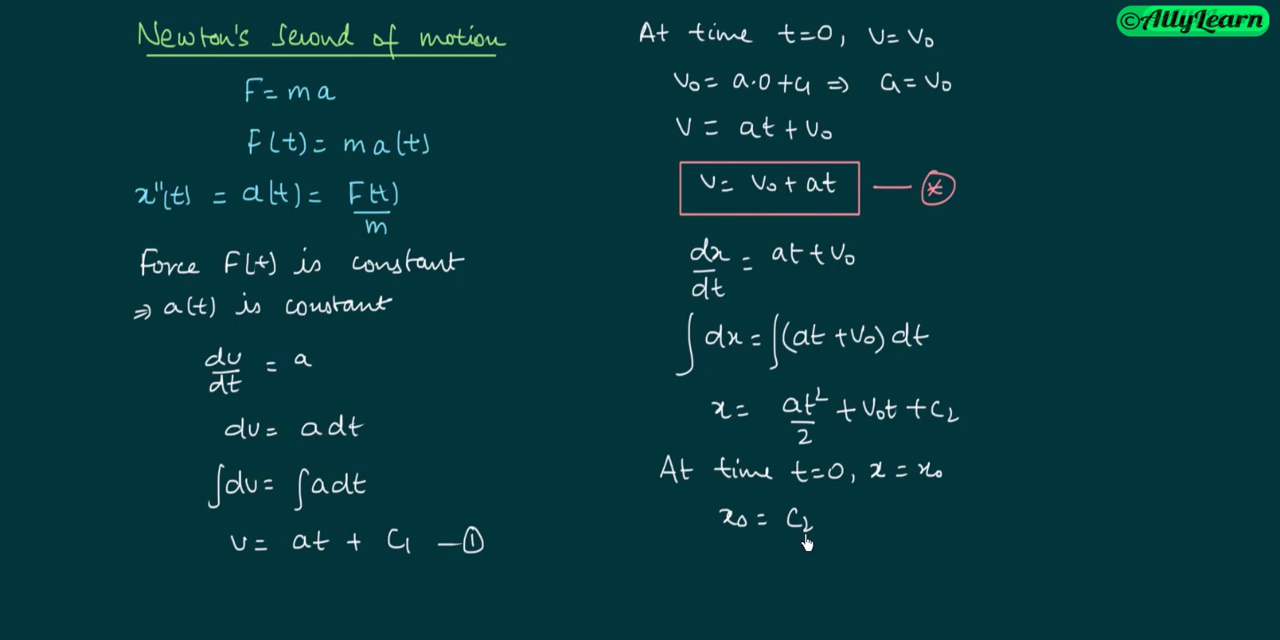 Newton's Second of motion
F = ma
F(t) = m a(t)
x''(t) = a(t) = F(t)/m
Force F(t) is constant
⇒ a(t) is constant
dv/dt = a
dv = a dt
∫dv = ∫a dt
v = at + C₁ —①
©AllyLearn
At time t=0, v=v₀
v₀ = a·0 + C₁ ⇒ C₁ = v₀
v = at + v₀
v = v₀ + at — ⊛
dx/dt = at + v₀
∫dx = ∫(at + v₀) dt
x = at²/2 + v₀t + C₂
At time t=0, x = x₀
x₀ = C₂